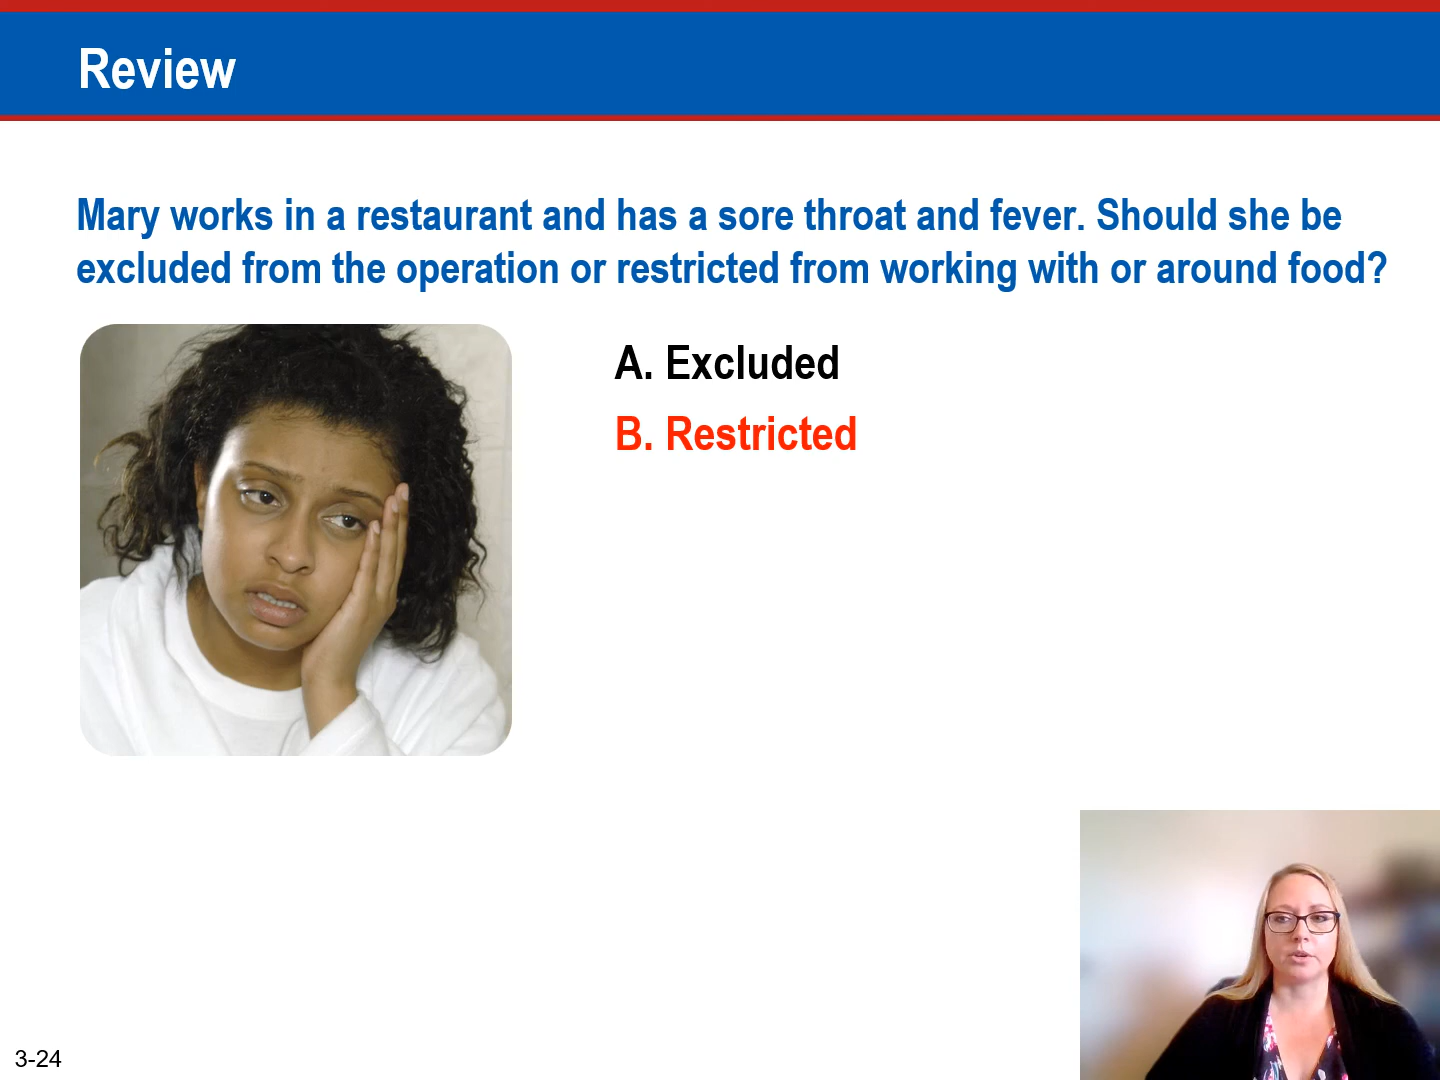 Review
Mary works in a restaurant and has a sore throat and fever. Should she be
excluded from the operation or restricted from working with or around food?
A. Excluded
B. Restricted
3-24